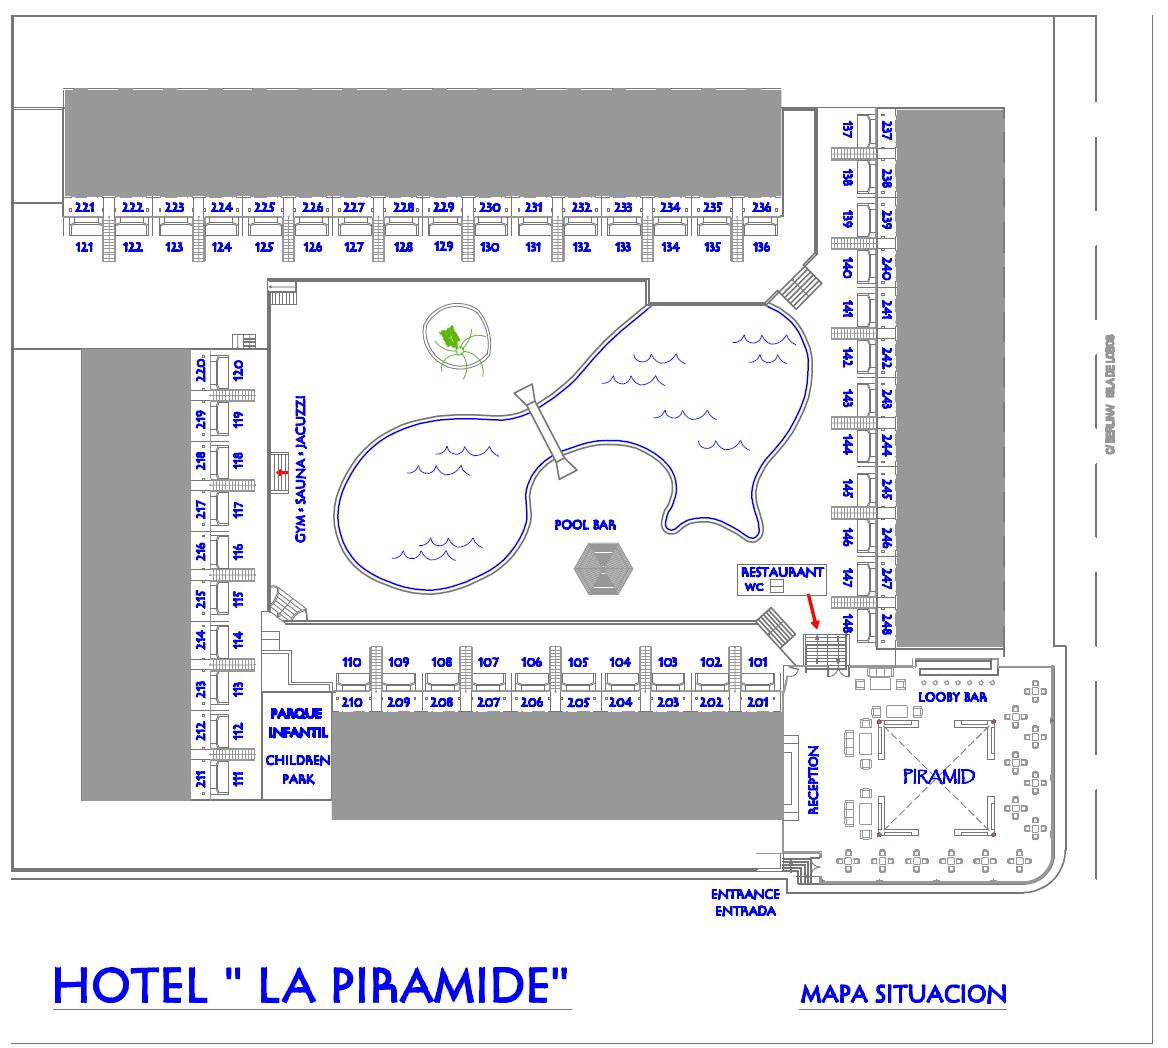 221 222 223 224 225 226 227 228 229 230 231 232 233 234 235 236
121 122 123 124 125 126 127 128 129 130 131 132 133 134 135 136
137 237
138 238
139 239
140 240
141 241
142 242
143 243
144 244
145 245
146 246
147 247
148 248
C/ BERLINA/ ISLA DE LOBOS
220 120
219 119
218 118
217 117
216 116
215 115
214 114
213 113
212 112
211 111
GYM * SAUNA * JACUZZI
POOL BAR
RESTAURANT
WC
110 109 108 107 106 105 104 103 102 101
210 209 208 207 206 205 204 203 202 201
PARQUE
INFANTIL
CHILDREN
PARK
LOOBY BAR
RECEPTION
PIRAMID
ENTRANCE
ENTRADA
HOTEL " LA PIRAMIDE"
MAPA SITUACION